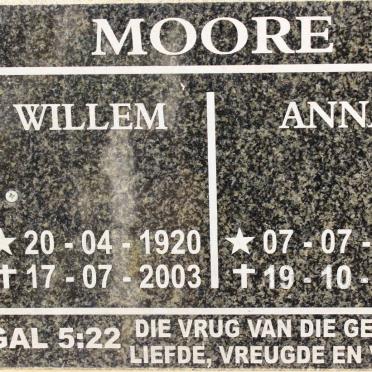 MOORE
WILLEM ANNA
★ 20 - 04 - 1920 ★ 07 - 07 -
✝ 17 - 07 - 2003 ✝ 19 - 10 -
GAL 5:22 DIE VRUG VAN DIE GE
LIEFDE, VREUGDE EN